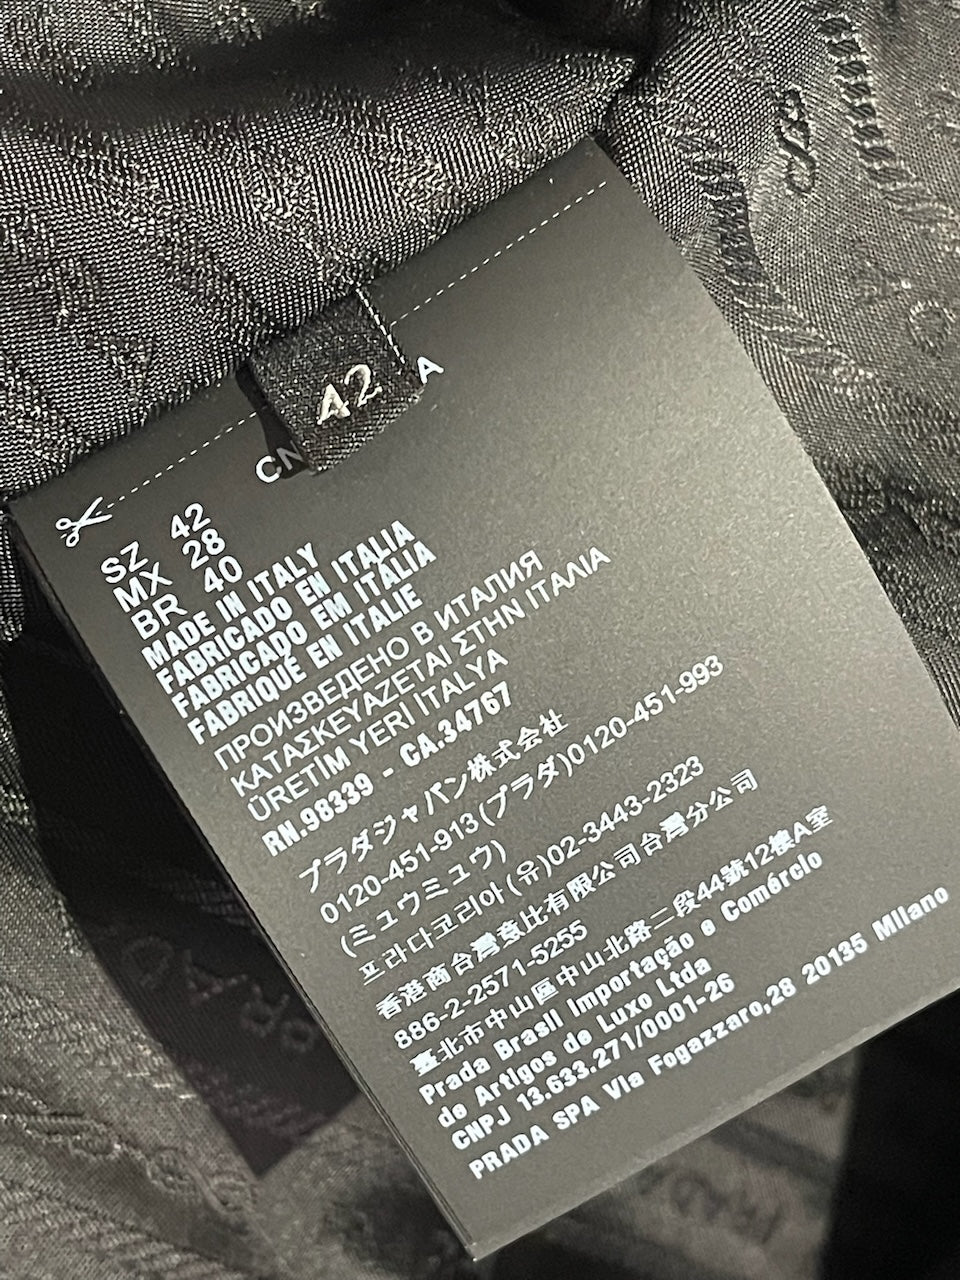 42
CN A
SZ 42
MX 28
BR 40
MADE IN ITALY
FABRICADO EN ITALIA
FABRICADO EM ITÁLIA
FABRIQUÉ EN ITALIE
ПРОИЗВЕДЕНО В ИТАЛИЯ
ΚΑΤΑΣΚΕΥΑΖΕΤΑΙ ΣΤΗΝ ΙΤΑΛΙΑ
ÜRETİM YERİ İTALYA
RN.98339 - CA.34767
プラダジャパン株式会社
0120-451-913(プラダ)0120-451-993
(ミュウミュウ)
프라다코리아(유)02-3443-2323
香港商台灣普比有限公司台灣分公司
886-2-2571-5255
臺北市中山區中山北路二段44號12樓A室
Prada Brasil Importação e Comércio
de Artigos de Luxo Ltda
CNPJ 13.633.271/0001-26
PRADA SPA Via Fogazzaro,28 20135 Milano
PRADA